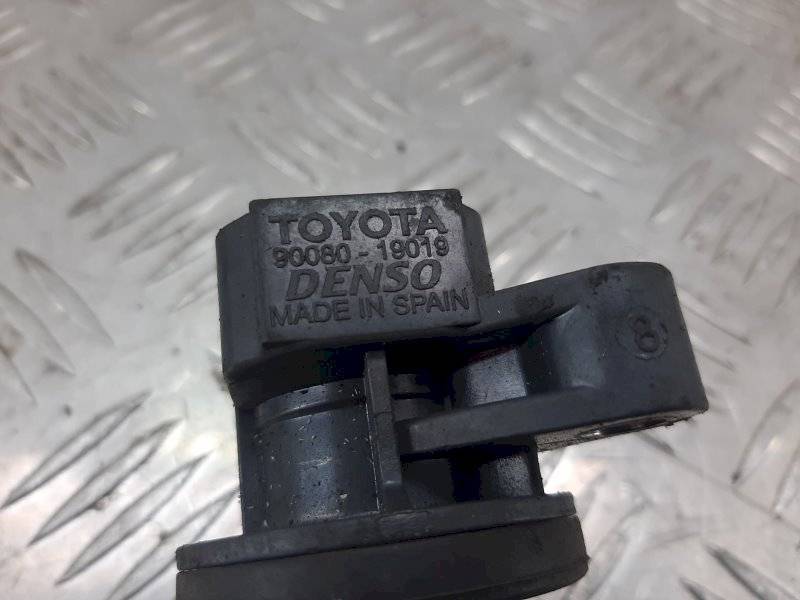 TOYOTA
90080-19019
DENSO
MADE IN SPAIN
8